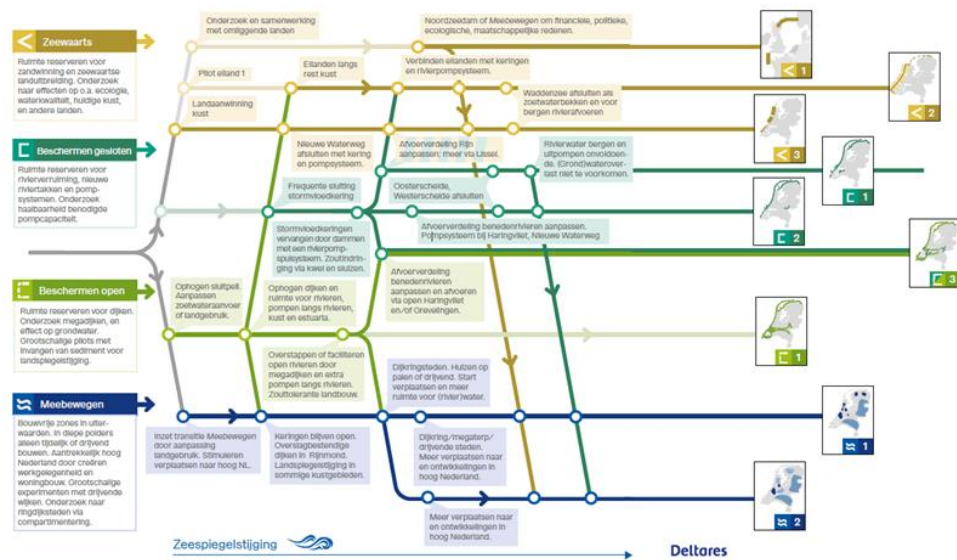 Zeewaarts
Ruimte reserveren voor
zandwinning en zeewaartse
landuitbreiding. Onderzoek
naar effecten op o.a. ecologie,
waterkwaliteit, huidige kust,
en andere landen.
Beschermen gesloten
Ruimte reserveren voor
rivierverruiming, nieuwe
riviertakken en pomp-
systemen. Onderzoek
haalbaarheid benodigde
pompcapaciteit.
Beschermen open
Ruimte reserveren voor dijken.
Onderzoek megadijken, en
effect op grondwater.
Grootschalige pilots met
invangen van sediment voor
landspiegelstijging.
Meebewegen
Bouwvrije zones in uiter-
waarden. In diepe polders
alleen tijdelijk of drijvend
bouwen. Aantrekkelijk hoog
Nederland door creëren
werkgelegenheid en
woningbouw. Grootschalige
experimenten met drijvende
wijken. Onderzoek naar
ringdijksteden via
compartimentering.
Onderzoek en samenwerking
met omliggende landen
Noordzeedam of Meebewegen om financiele, politieke,
ecologische, maatschappelijke redenen.
Pilot eiland 1
Eilanden langs
rest kust
Verbinden eilanden met keringen
en rivierpompsysteem.
Landaanwinning
kust
Waddenzee afsluiten als
zoetwaterbekken en voor
bergen rivierafvoeren
Nieuwe Waterweg
afsluiten met kering
en pompsysteem.
Afvoerverdeling Rijn
aanpassen: meer via IJssel.
Rivierwater bergen en
uitpompen onvoldoende.
(Grond)wateroverlast
niet te voorkomen.
Frequente sluiting
stormvloedkering
Oosterschelde,
Westerschelde afsluiten
Stormvloedkeringen
vervangen door dammen
met een rivierpomp-
spuisysteem. Zoutindringing
via kwel en sluizen.
Afvoerverdeling benedenrivieren aanpassen.
Pompsysteem bij Haringvliet, Nieuwe Waterweg
Afvoerverdeling
benedenrivieren
aanpassen en afvoeren
via open Haringvliet
en/of Grevelingen.
Ophogen sluitpeil.
Aanpassen
zoetwateraanvoer
of landgebruik.
Ophogen dijken en
ruimte voor rivieren,
pompen langs rivieren,
kust en estuaria.
Overstappen of faciliteren
open rivieren door
megadijken en extra
pompen langs rivieren.
Zouttolerante landbouw.
Dijkringsteden. Huizen op
palen of drijvend. Start
verplaatsen en meer
ruimte voor (rivier)water.
Inzet transitie Meebewegen
door aanpassing
landgebruik. Stimuleren
verplaatsen naar hoog NL.
Keringen blijven open.
Overslagbestendige
dijken in Rijnmond.
Landspiegelstijging in
sommige kustgebieden.
Dijkring/megaterp/
drijvende steden.
Meer verplaatsen naar
en ontwikkelingen in
hoog Nederland.
Meer verplaatsen naar
en ontwikkelingen in
hoog Nederland.
1
2
3
1
2
3
1
1
2
Zeespiegelstijging
Deltares